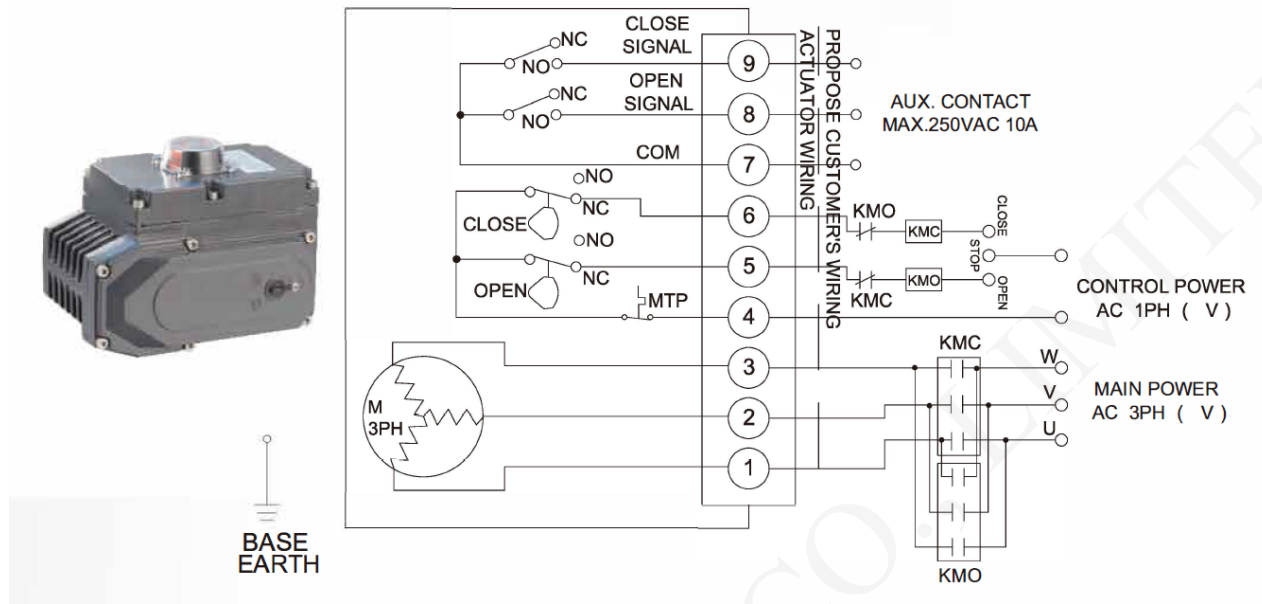 CLOSE
SIGNAL
NC
NO
9
OPEN
SIGNAL
NC
NO
8
COM
7
PROPOSE CUSTOMER'S WIRING
ACTUATOR WIRING
AUX. CONTACT
MAX.250VAC 10A
NO
NC
CLOSE
6
KMO
KMC
CLOSE
STOP
NO
NC
OPEN
5
KMC
KMO
OPEN
MTP
4
CONTROL POWER
AC 1PH ( V )
KMC
3
W
M
3PH
2
V
MAIN POWER
AC 3PH ( V )
U
1
KMO
BASE
EARTH
CO., LIMITE